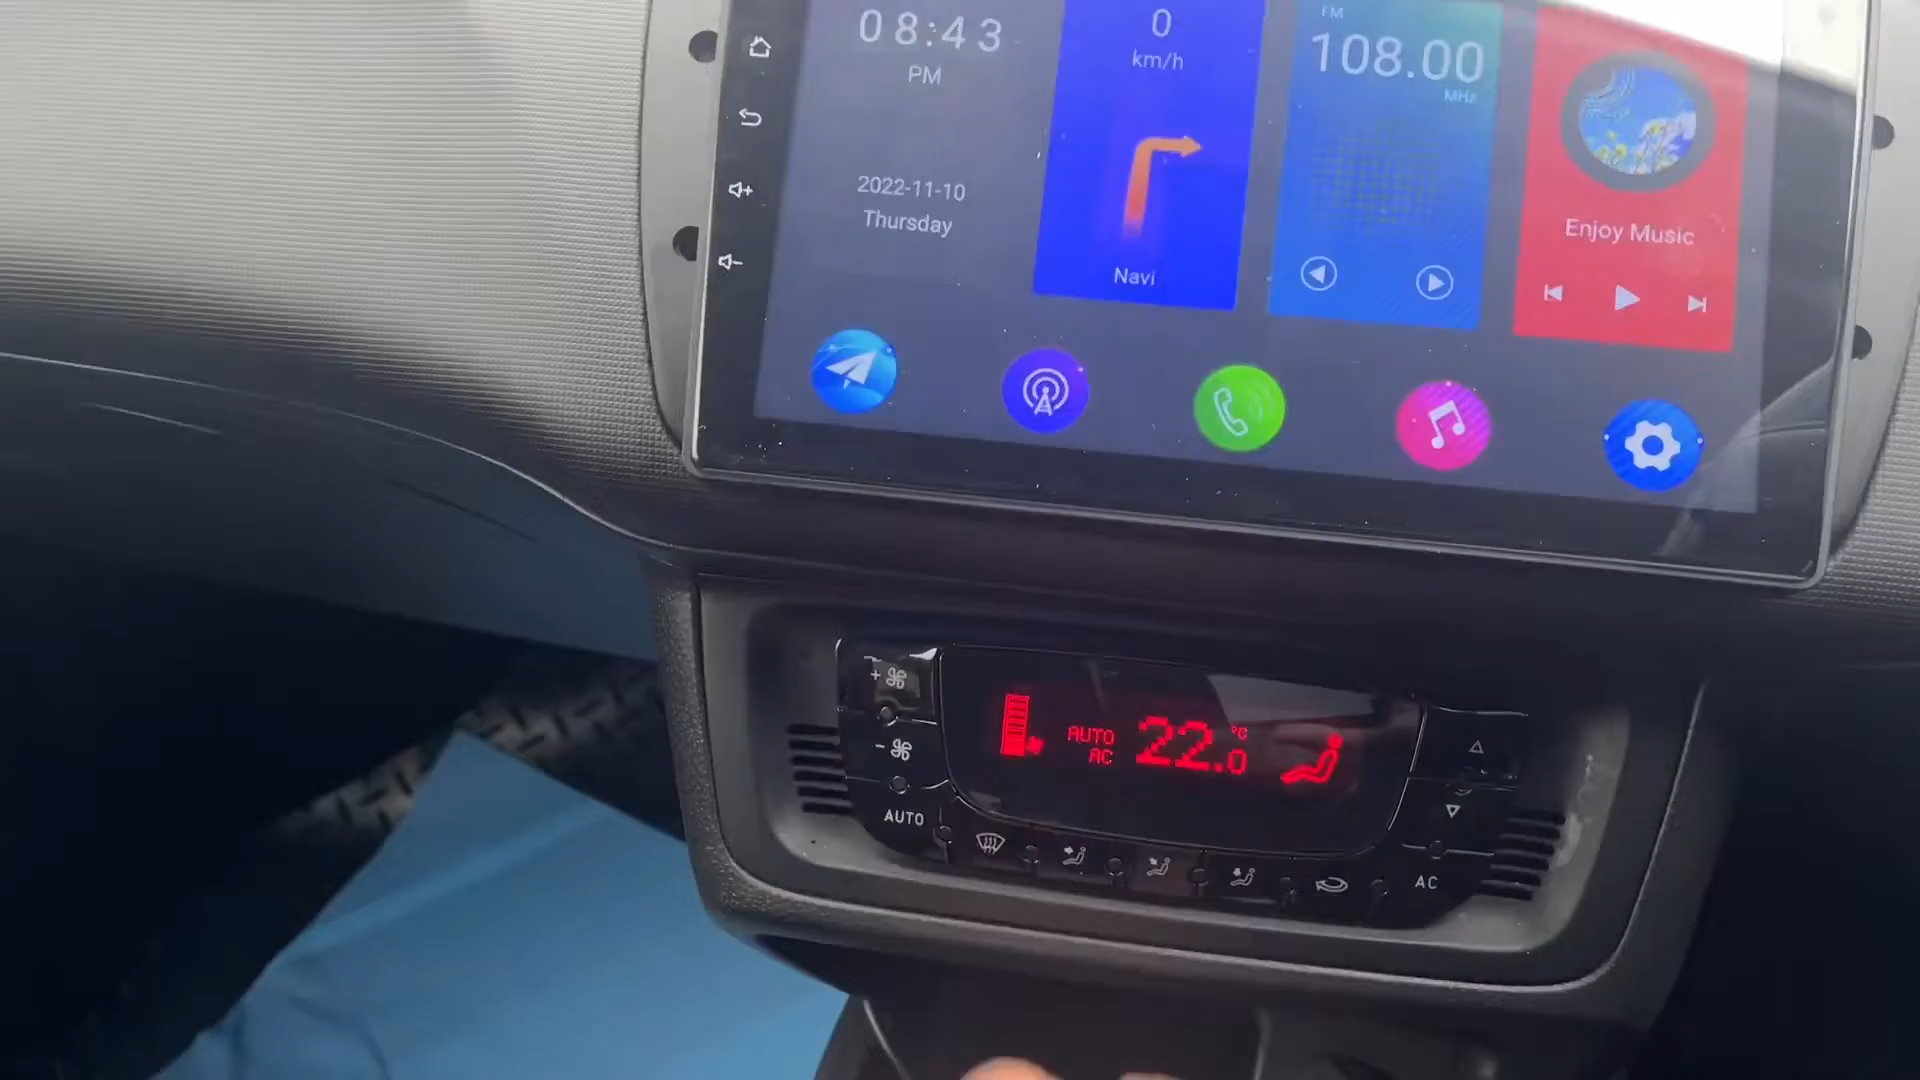 08:43
PM
2022-11-10
Thursday
0
km/h
Navi
FM
108.00
MHz
Enjoy Music
+
-
AUTO
AUTO
AC
22.0
°C
AC